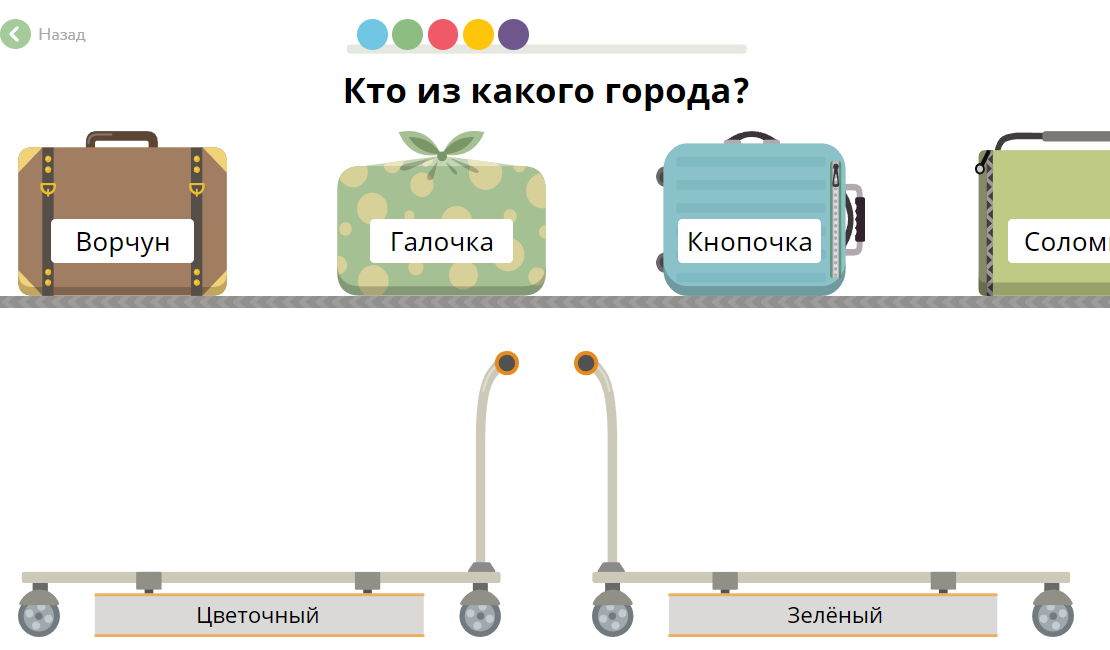 Назад
Кто из какого города?
Ворчун
Галочка
Кнопочка
Цветочный
Зелёный